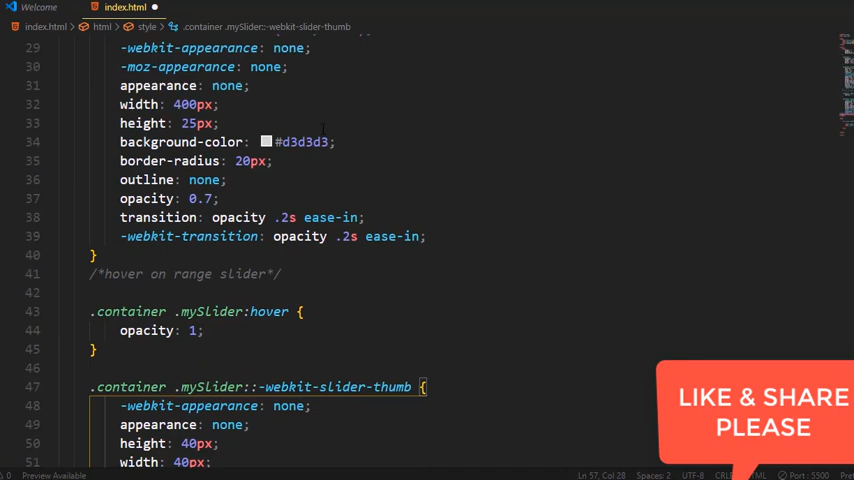 Welcome
index.html
index.html > html > style > .container .mySlider::-webkit-slider-thumb
29 -webkit-appearance: none;
30 -moz-appearance: none;
31 appearance: none;
32 width: 400px;
33 height: 25px;
34 background-color: #d3d3d3;
35 border-radius: 20px;
36 outline: none;
37 opacity: 0.7;
38 transition: opacity .2s ease-in;
39 -webkit-transition: opacity .2s ease-in;
40 }
41 /*hover on range slider*/
42
43 .container .mySlider:hover {
44 opacity: 1;
45 }
46
47 .container .mySlider::-webkit-slider-thumb {
48 -webkit-appearance: none;
49 appearance: none;
50 height: 40px;
51 width: 40px;
LIKE & SHARE
PLEASE
0 Preview Available Ln 57, Col 28 Spaces: 2 UTF-8 Port : 5500